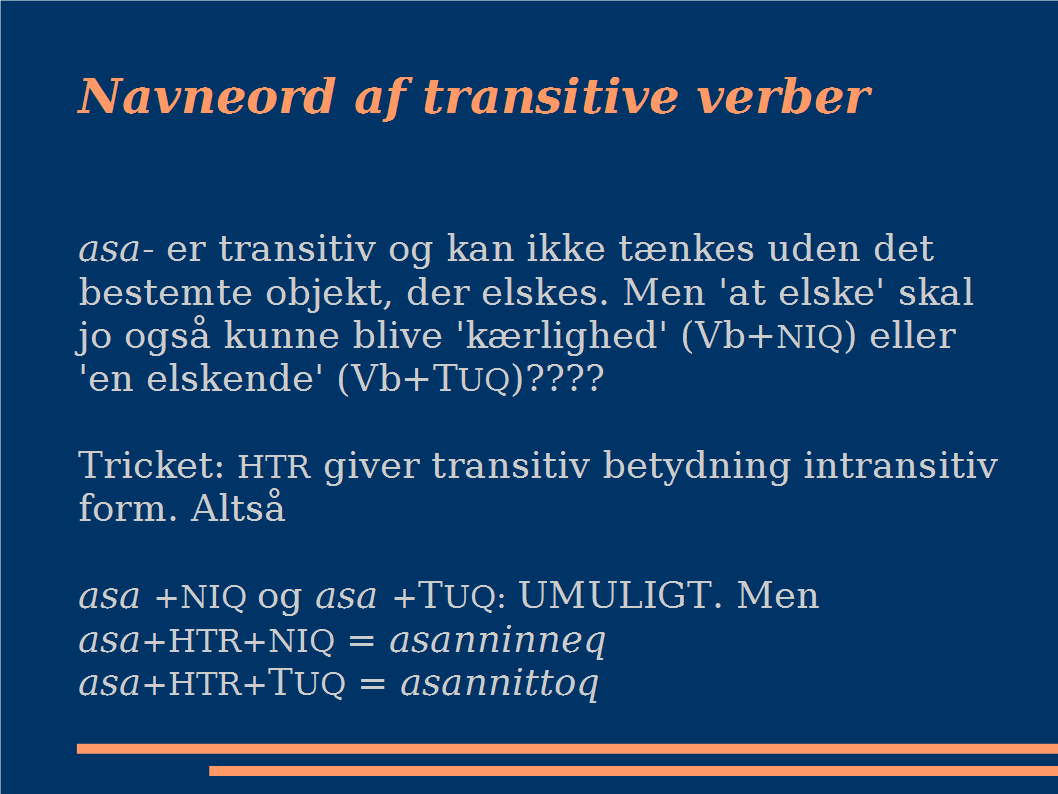 Navneord af transitive verber
asa- er transitiv og kan ikke tænkes uden det
bestemte objekt, der elskes. Men 'at elske' skal
jo også kunne blive 'kærlighed' (Vb+NIQ) eller
'en elskende' (Vb+TUQ)????
Tricket: HTR giver transitiv betydning intransitiv
form. Altså
asa +NIQ og asa +TUQ: UMULIGT. Men
asa+HTR+NIQ = asanninneq
asa+HTR+TUQ = asannittoq